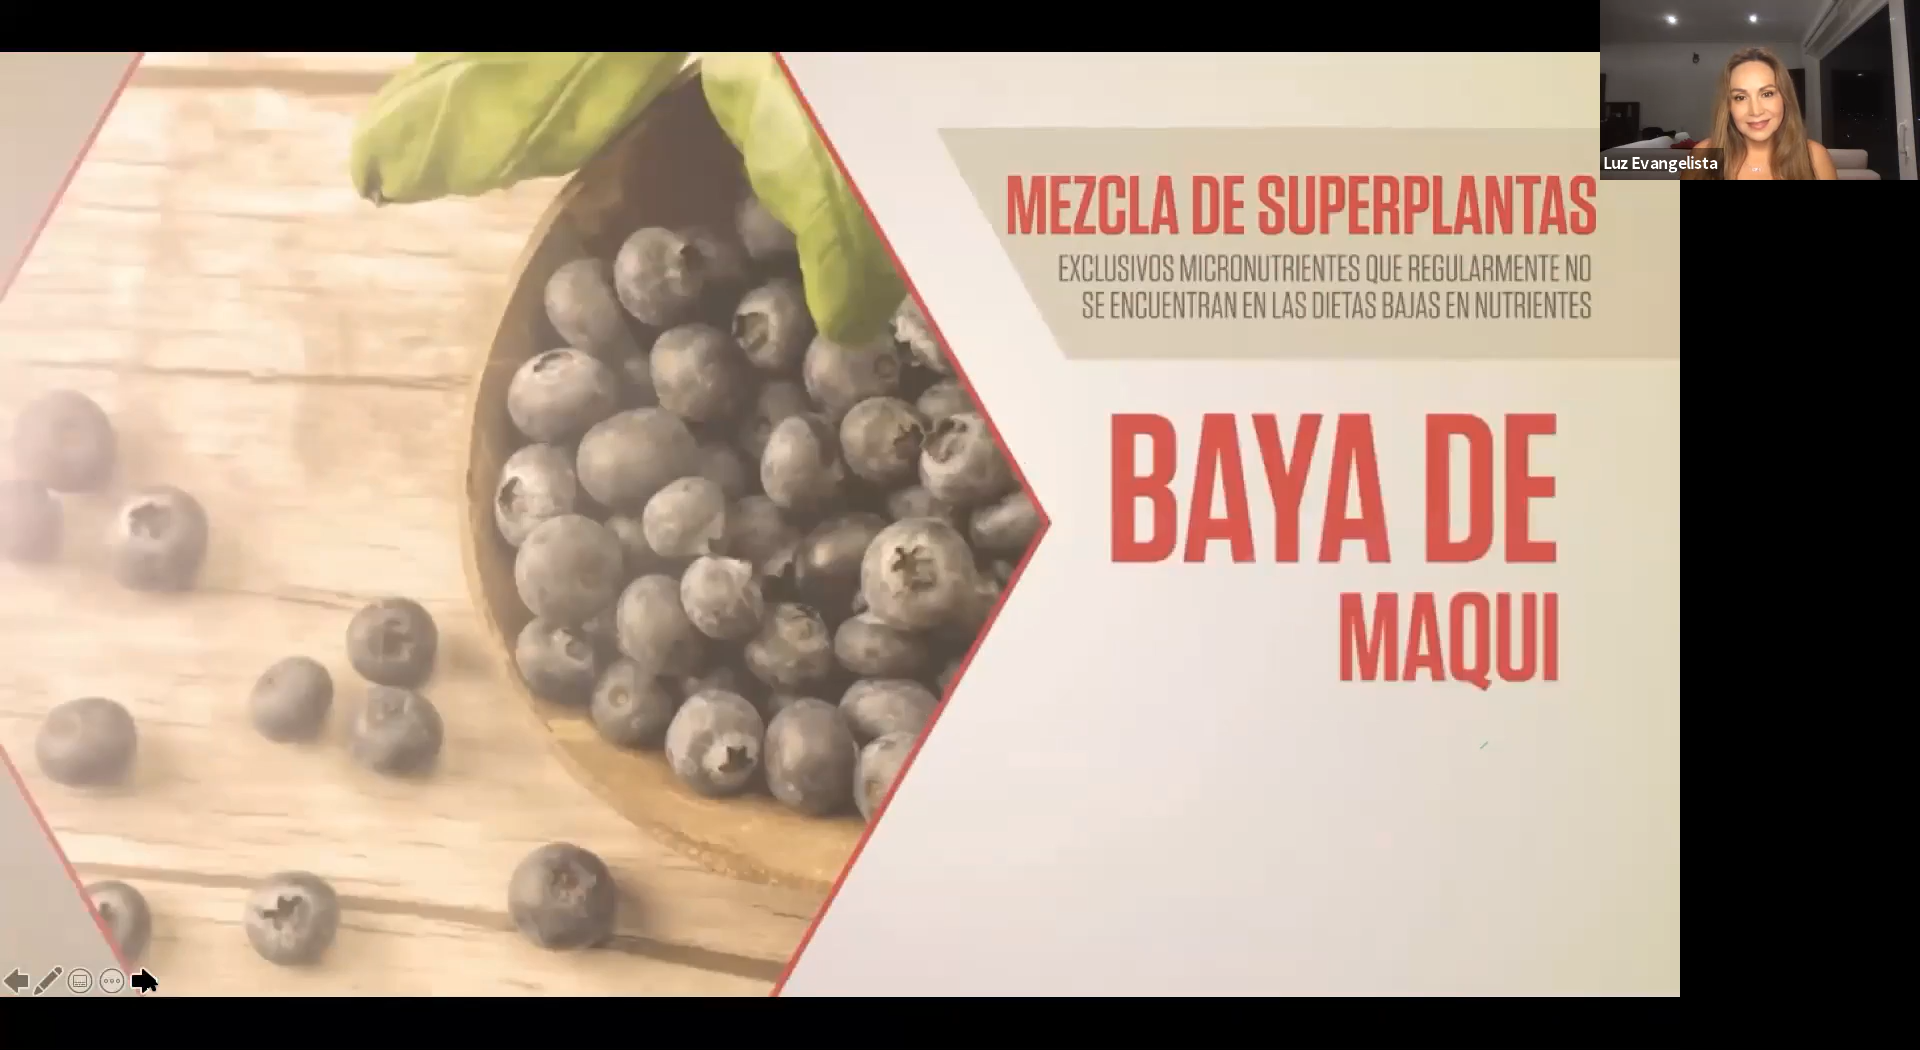 MEZCLA DE SUPERPLANTAS
EXCLUSIVOS MICRONUTRIENTES QUE REGULARMENTE NO
SE ENCUENTRAN EN LAS DIETAS BAJAS EN NUTRIENTES
BAYA DE
MAQUI
Luz Evangelista